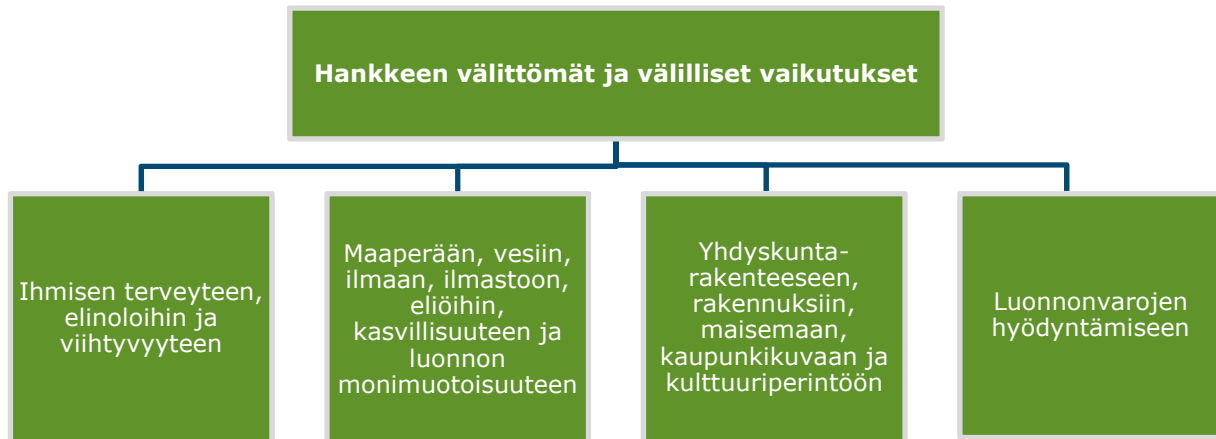 Hankkeen välittömät ja välilliset vaikutukset
Ihmisen terveyteen,
elinoloihin ja
viihtyvyyteen
Maaperään, vesiin,
ilmaan, ilmastoon,
eliöihin,
kasvillisuuteen ja
luonnon
monimuotoisuuteen
Yhdyskunta-
rakenteeseen,
rakennuksiin,
maisemaan,
kaupunkikuvaan ja
kulttuuriperintöön
Luonnonvarojen
hyödyntämiseen